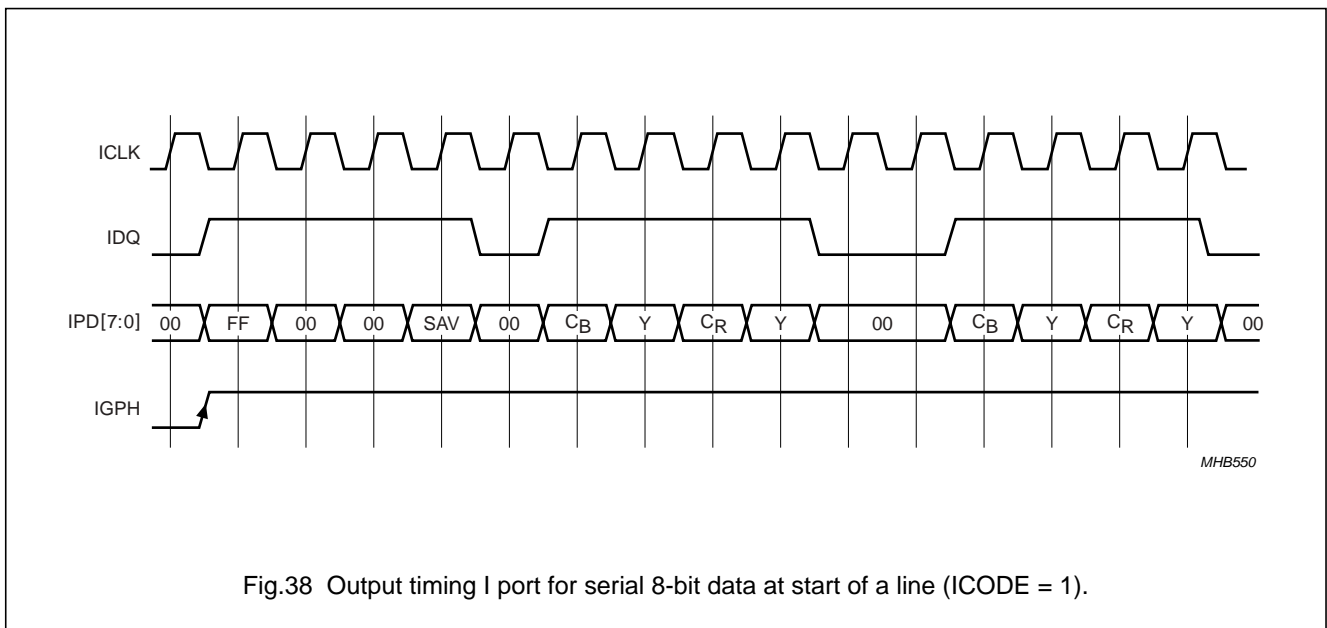 ICLK
IDQ
IPD[7:0] 00 FF 00 00 SAV 00 CB Y CR Y 00 CB Y CR Y 00
IGPH
MHB550
Fig.38 Output timing I port for serial 8-bit data at start of a line (ICODE = 1).